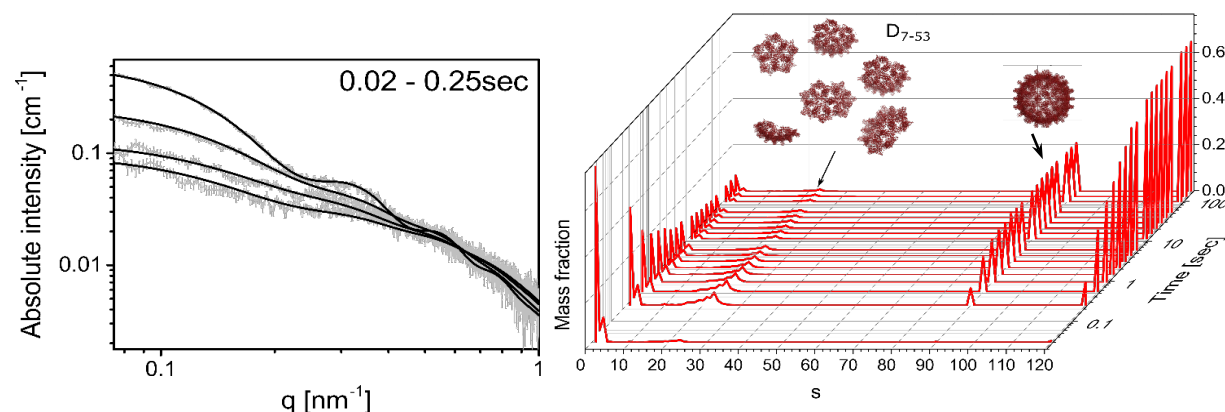 0.02 - 0.25sec
Absolute intensity [cm⁻¹]
0.1
0.01
0.1
1
q [nm⁻¹]
D₇₋₅₃
Mass fraction
0.6
0.4
0.2
0.0
100
10
1
0.1
Time [sec]
0 10 20 30 40 50 60 70 80 90 100 110 120
s